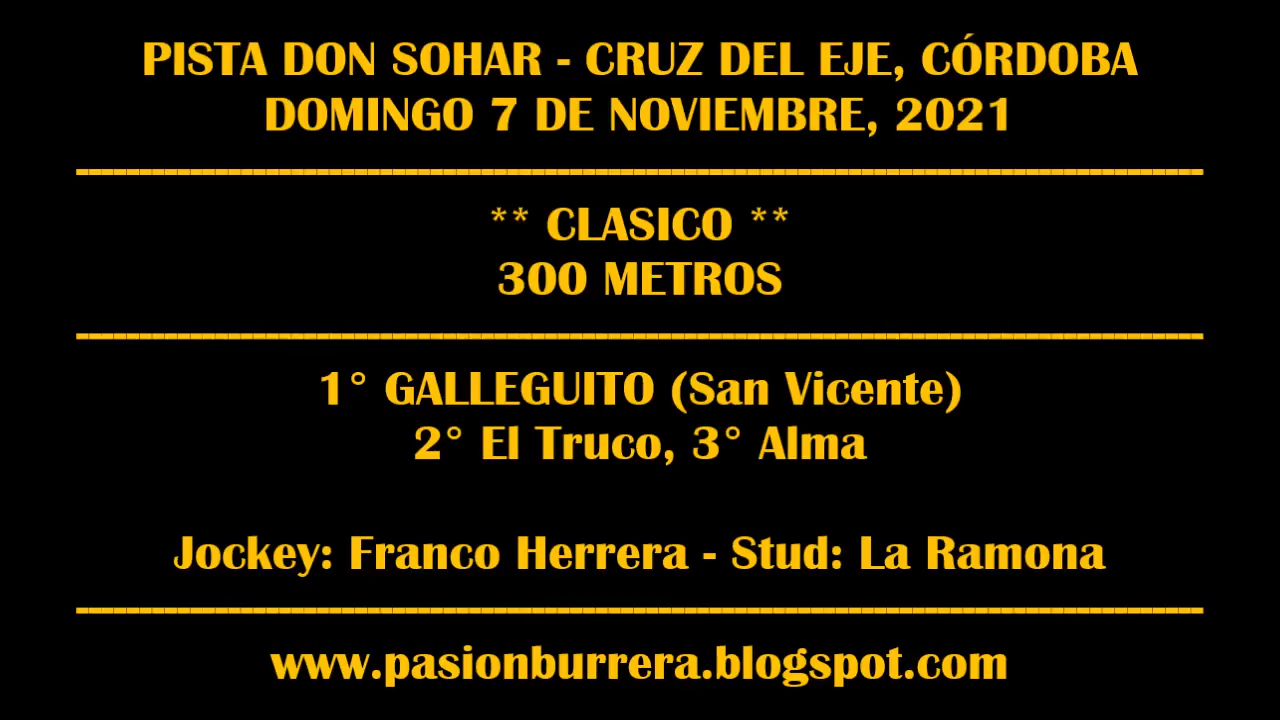 PISTA DON SOHAR - CRUZ DEL EJE, CÓRDOBA
DOMINGO 7 DE NOVIEMBRE, 2021
** CLASICO **
300 METROS
1° GALLEGUITO (San Vicente)
2° El Truco, 3° Alma
Jockey: Franco Herrera - Stud: La Ramona
www.pasionburrera.blogspot.com